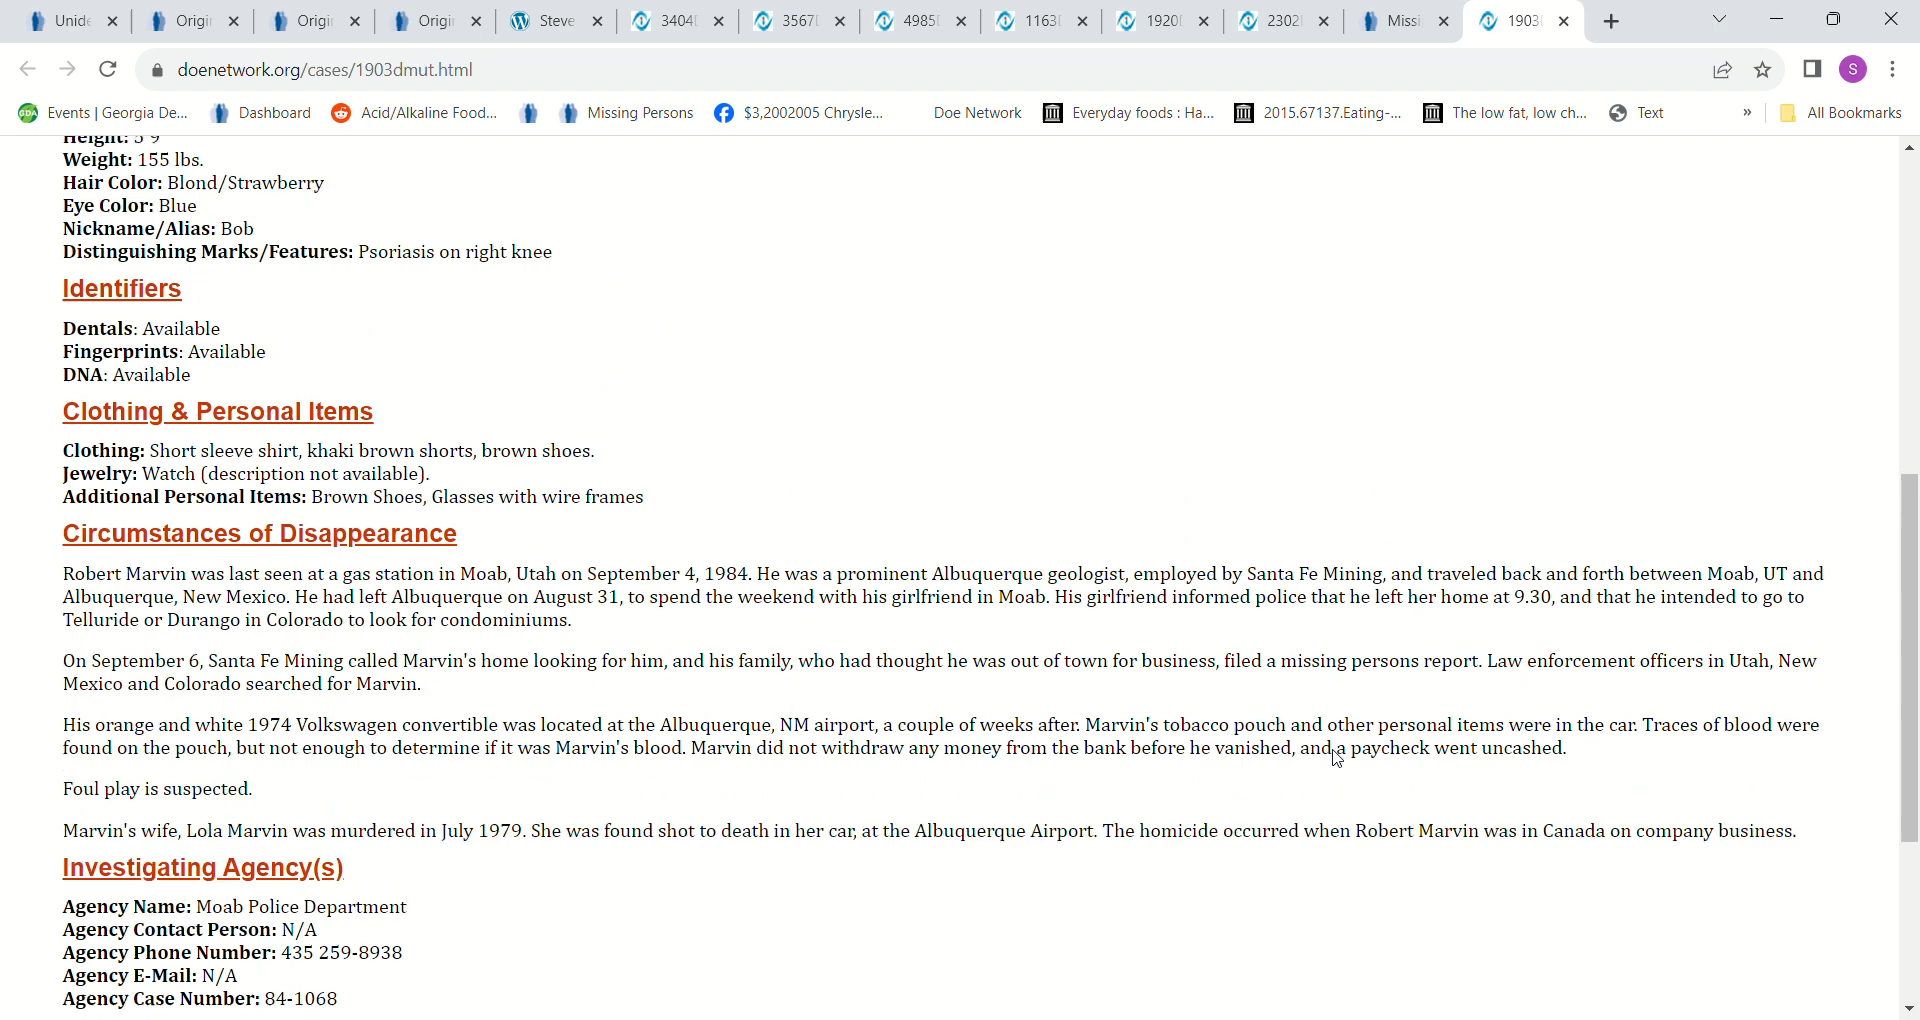 Unide
Origin
Origin
Origin
Steve
3404
3567
4985
1163
1920
2302
Missi
1903
doenetwork.org/cases/1903dmut.html
S
GDA
Events | Georgia De...
Dashboard
Acid/Alkaline Food...
Missing Persons
$3,2002005 Chrysle...
Doe Network
Everyday foods : Ha...
2015.67137.Eating-...
The low fat, low ch...
Text
»
All Bookmarks
Height: 5'9
Weight: 155 lbs.
Hair Color: Blond/Strawberry
Eye Color: Blue
Nickname/Alias: Bob
Distinguishing Marks/Features: Psoriasis on right knee
Identifiers
Dentals: Available
Fingerprints: Available
DNA: Available
Clothing & Personal Items
Clothing: Short sleeve shirt, khaki brown shorts, brown shoes.
Jewelry: Watch (description not available).
Additional Personal Items: Brown Shoes, Glasses with wire frames
Circumstances of Disappearance
Robert Marvin was last seen at a gas station in Moab, Utah on September 4, 1984. He was a prominent Albuquerque geologist, employed by Santa Fe Mining, and traveled back and forth between Moab, UT and
Albuquerque, New Mexico. He had left Albuquerque on August 31, to spend the weekend with his girlfriend in Moab. His girlfriend informed police that he left her home at 9.30, and that he intended to go to
Telluride or Durango in Colorado to look for condominiums.
On September 6, Santa Fe Mining called Marvin's home looking for him, and his family, who had thought he was out of town for business, filed a missing persons report. Law enforcement officers in Utah, New
Mexico and Colorado searched for Marvin.
His orange and white 1974 Volkswagen convertible was located at the Albuquerque, NM airport, a couple of weeks after. Marvin's tobacco pouch and other personal items were in the car. Traces of blood were
found on the pouch, but not enough to determine if it was Marvin's blood. Marvin did not withdraw any money from the bank before he vanished, and a paycheck went uncashed.
Foul play is suspected.
Marvin's wife, Lola Marvin was murdered in July 1979. She was found shot to death in her car, at the Albuquerque Airport. The homicide occurred when Robert Marvin was in Canada on company business.
Investigating Agency(s)
Agency Name: Moab Police Department
Agency Contact Person: N/A
Agency Phone Number: 435 259-8938
Agency E-Mail: N/A
Agency Case Number: 84-1068